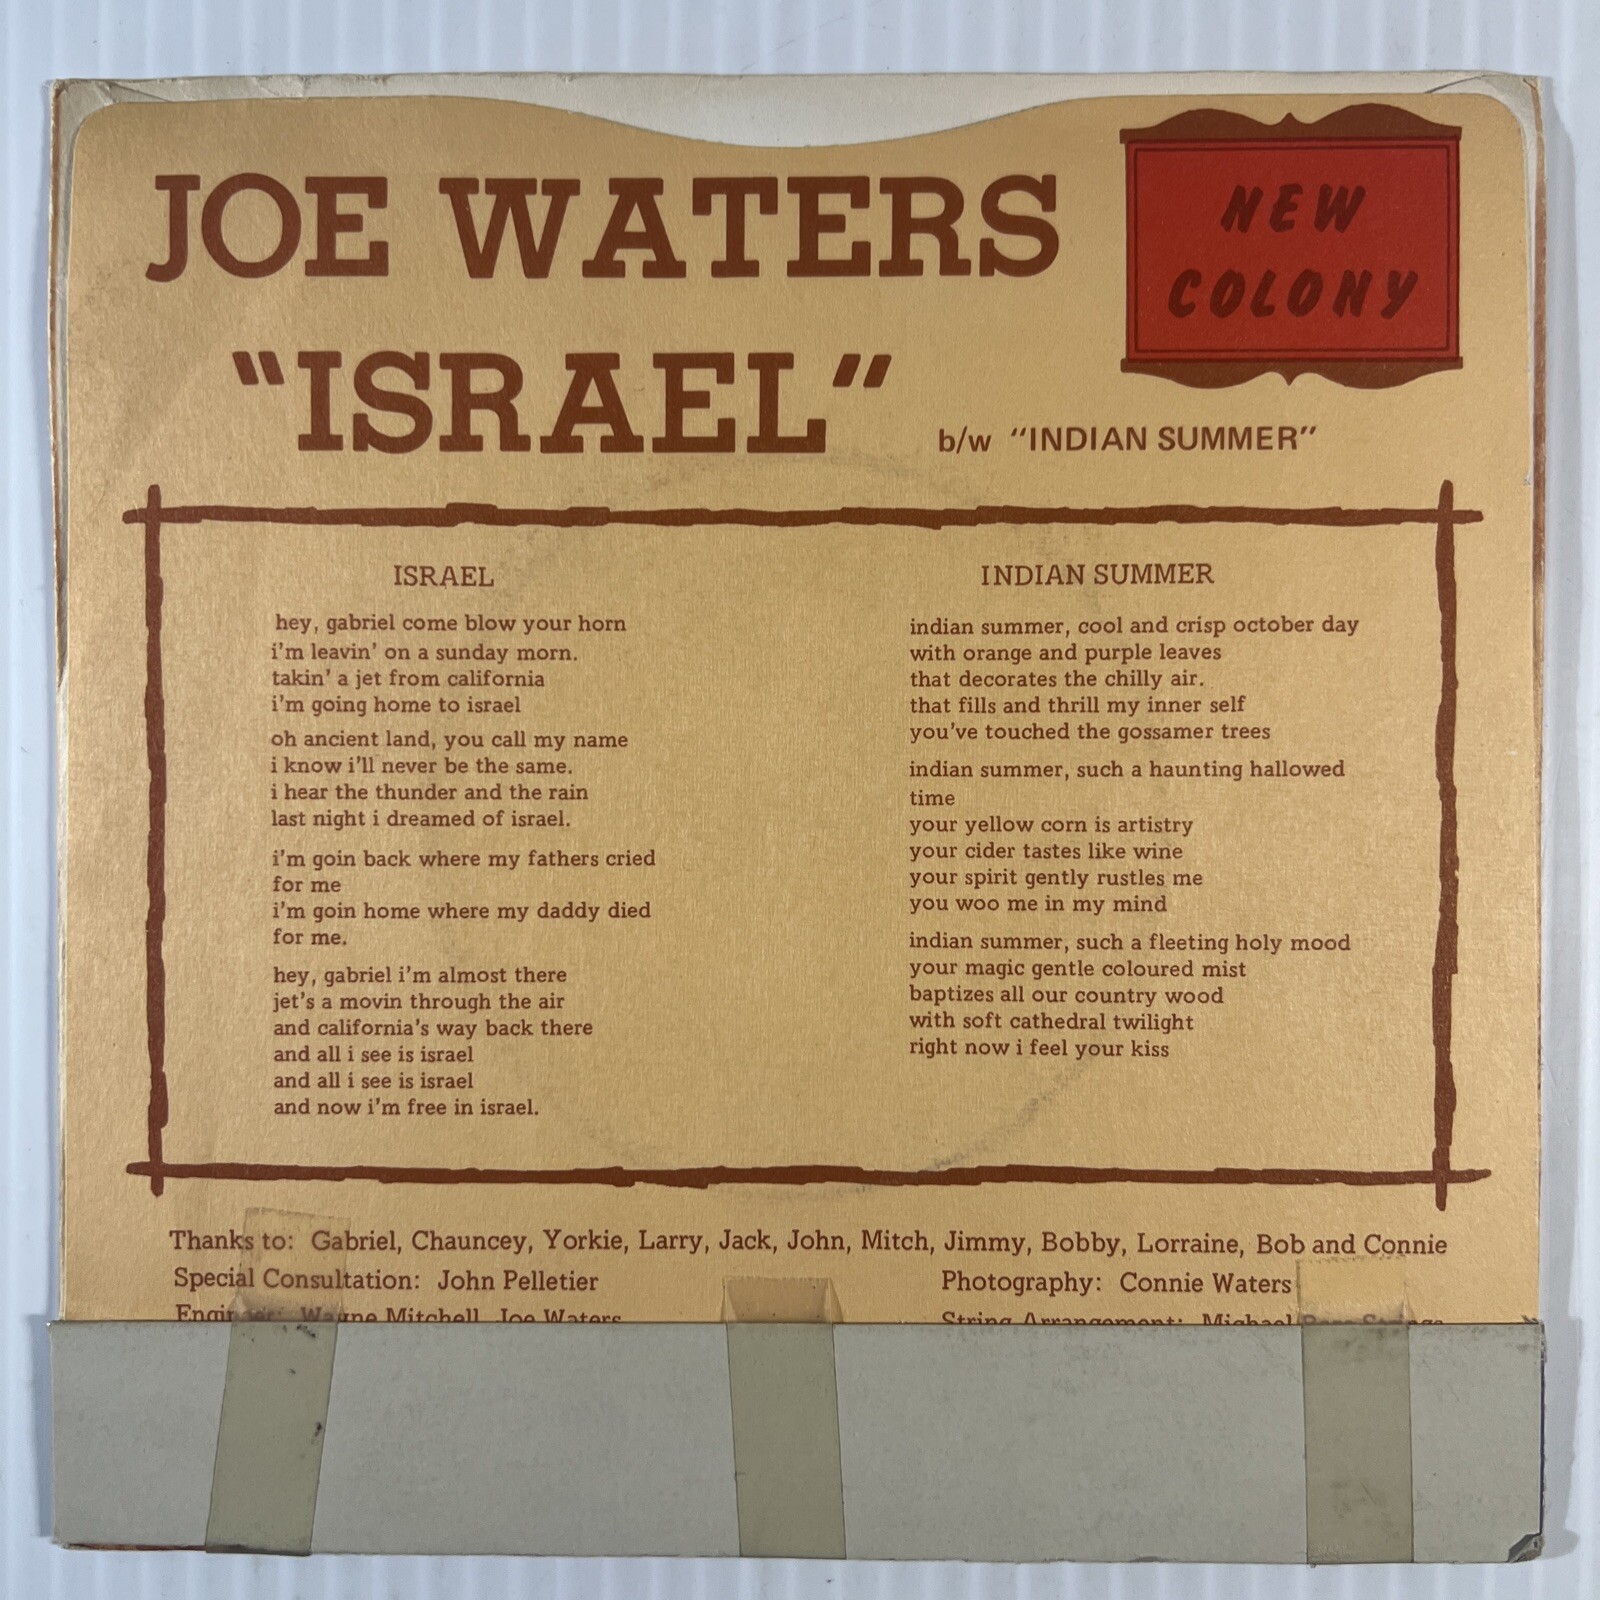 JOE WATERS
NEW
COLONY
"ISRAEL"
b/w "INDIAN SUMMER"
ISRAEL
hey, gabriel come blow your horn
i'm leavin' on a sunday morn.
takin' a jet from california
i'm going home to israel
oh ancient land, you call my name
i know i'll never be the same.
i hear the thunder and the rain
last night i dreamed of israel.
i'm goin back where my fathers cried
for me
i'm goin home where my daddy died
for me.
hey, gabriel i'm almost there
jet's a movin through the air
and california's way back there
and all i see is israel
and all i see is israel
and now i'm free in israel.
INDIAN SUMMER
indian summer, cool and crisp october day
with orange and purple leaves
that decorates the chilly air.
that fills and thrill my inner self
you've touched the gossamer trees
indian summer, such a haunting hallowed
time
your yellow corn is artistry
your cider tastes like wine
your spirit gently rustles me
you woo me in my mind
indian summer, such a fleeting holy mood
your magic gentle coloured mist
baptizes all our country wood
with soft cathedral twilight
right now i feel your kiss
Thanks to: Gabriel, Chauncey, Yorkie, Larry, Jack, John, Mitch, Jimmy, Bobby, Lorraine, Bob and Connie
Special Consultation: John Pelletier
Photography: Connie Waters
Engineer: Wayne Mitchell, Joe Waters
String Arrangement: Michael Strings